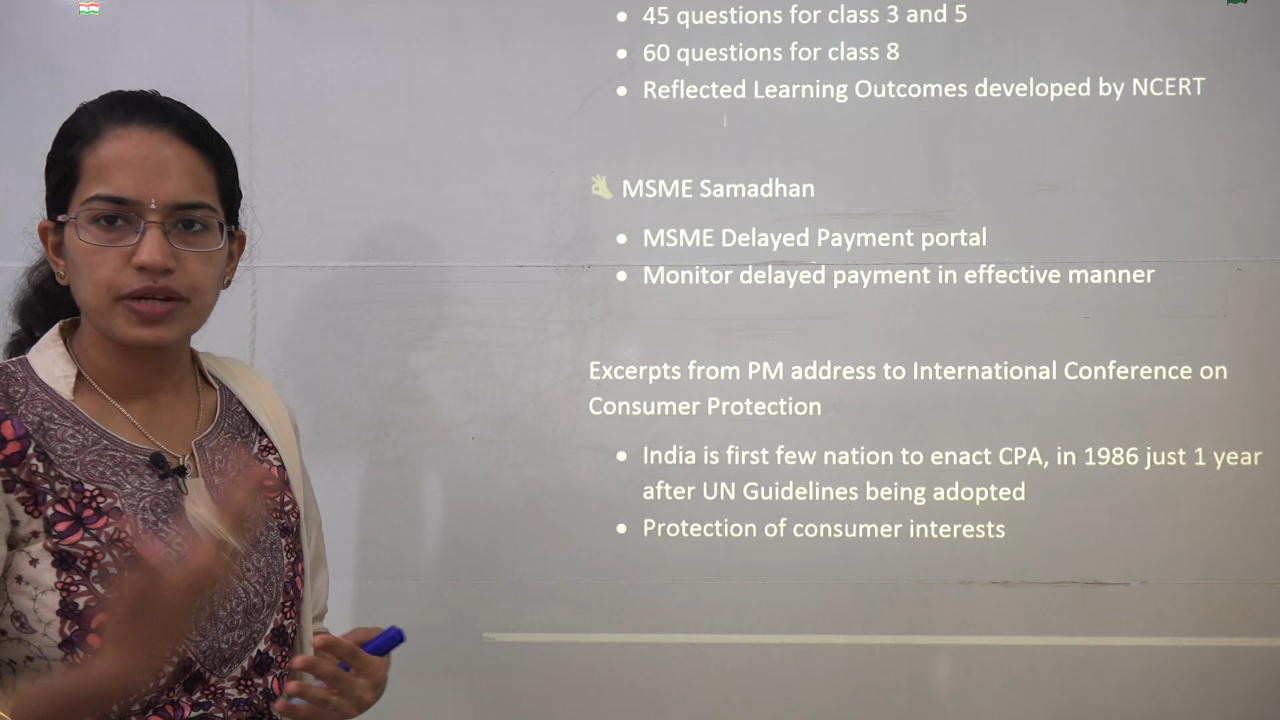 45 questions for class 3 and 5
60 questions for class 8
Reflected Learning Outcomes developed by NCERT
MSME Samadhan
MSME Delayed Payment portal
Monitor delayed payment in effective manner
Excerpts from PM address to International Conference on
Consumer Protection
India is first few nation to enact CPA, in 1986 just 1 year
after UN Guidelines being adopted
Protection of consumer interests